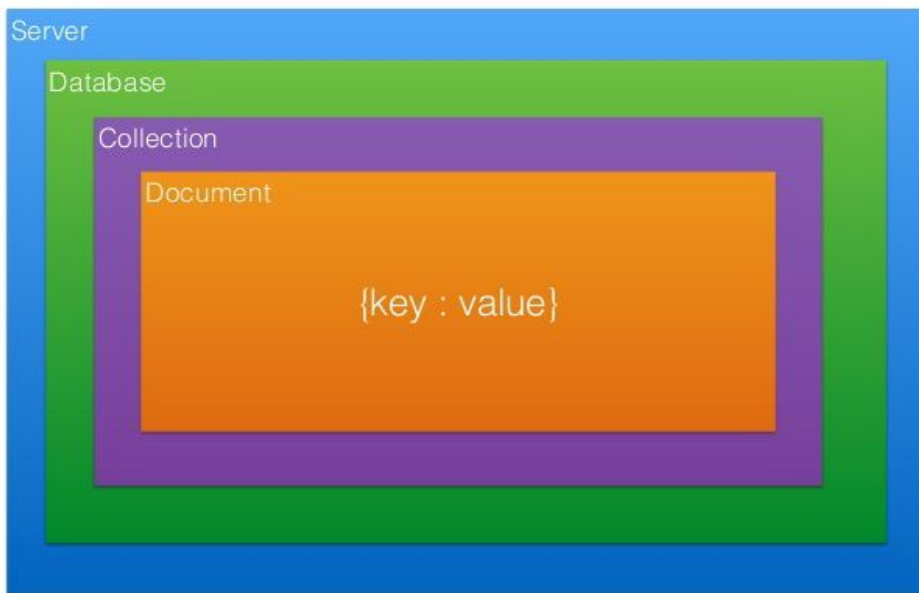 Server
Database
Collection
Document
{key : value}